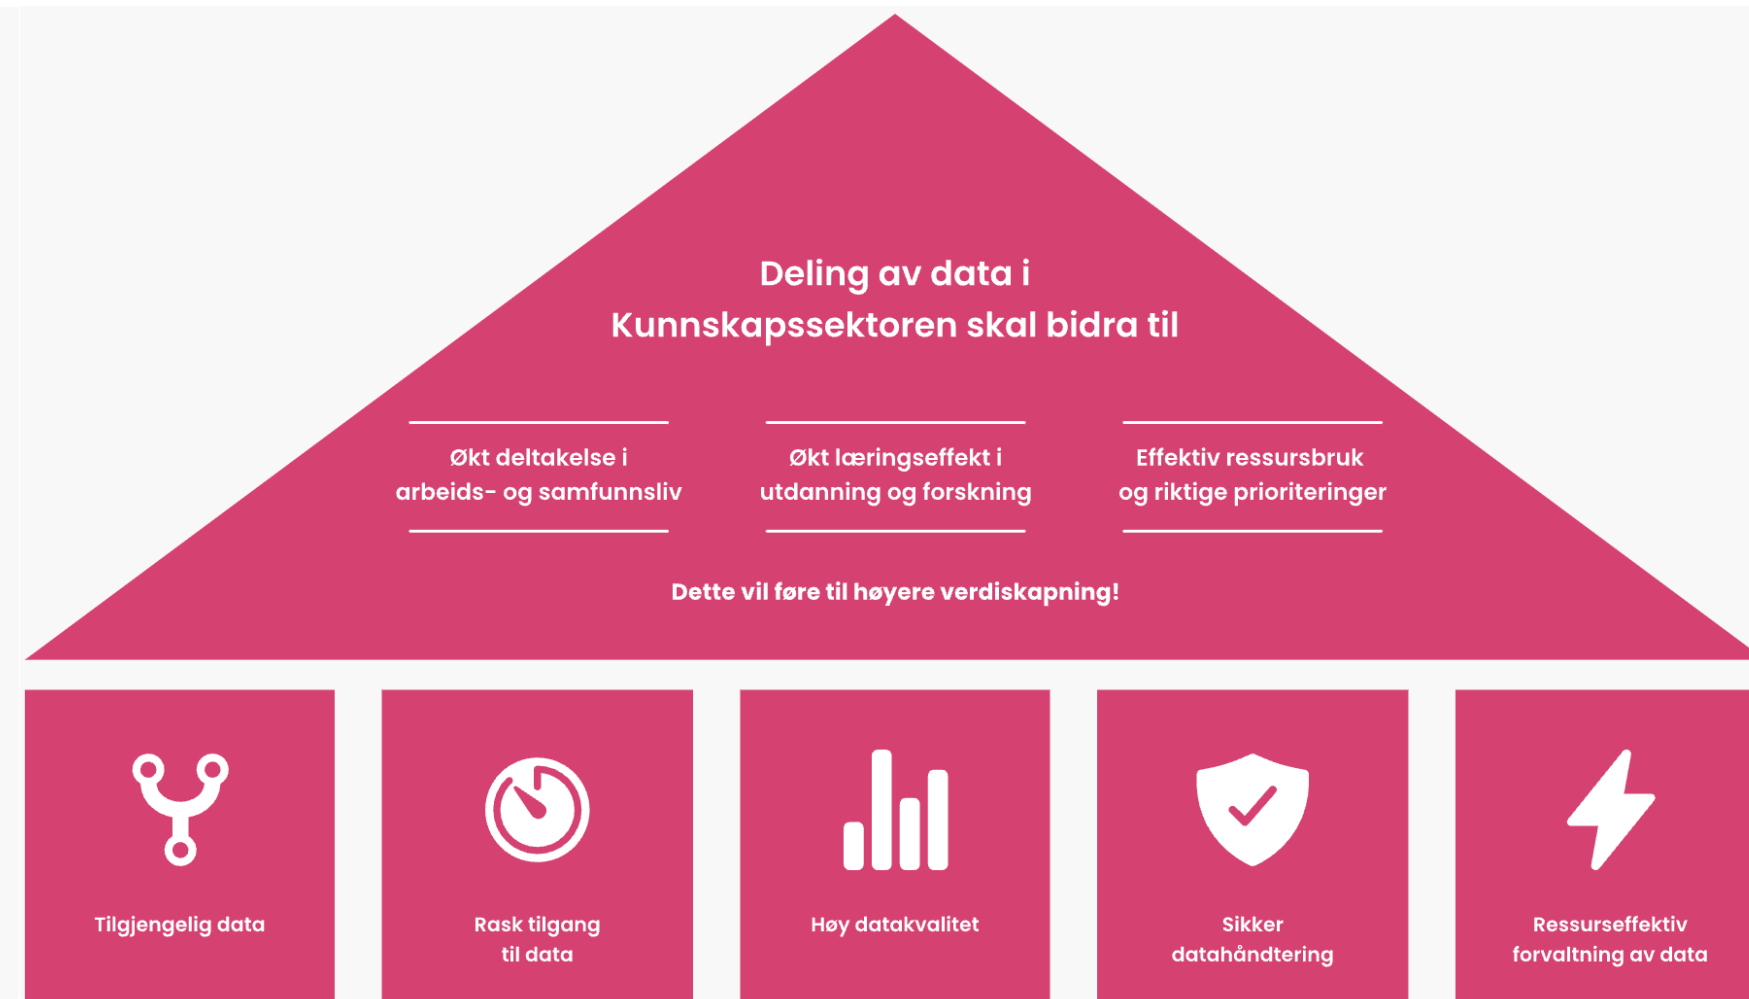 Deling av data i
Kunnskapssektoren skal bidra til
Økt deltakelse i
arbeids- og samfunnsliv
Økt læringseffekt i
utdanning og forskning
Effektiv ressursbruk
og riktige prioriteringer
Dette vil føre til høyere verdiskapning!
Tilgjengelig data
Rask tilgang
til data
Høy datakvalitet
Sikker
datahåndtering
Ressurseffektiv
forvaltning av data